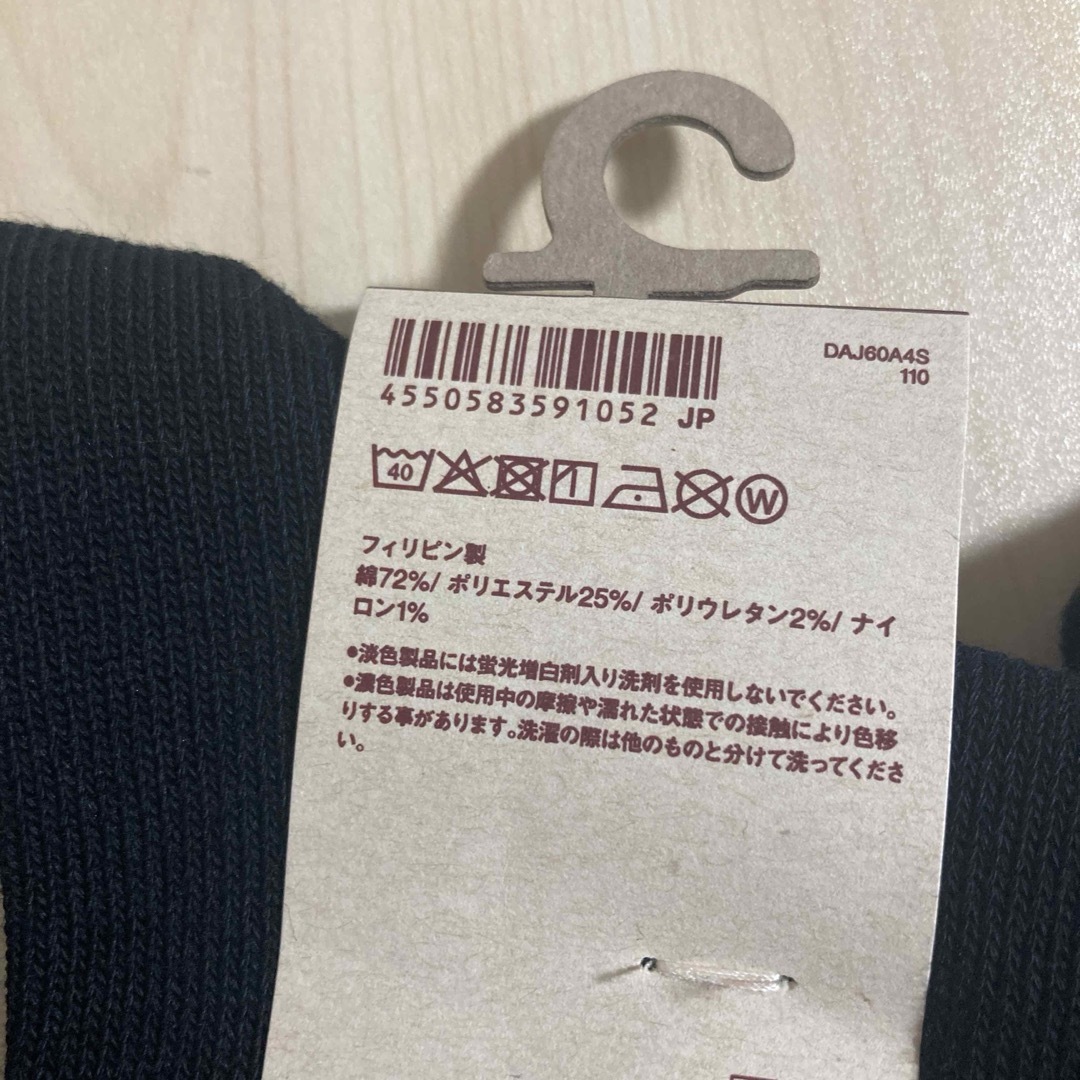 DAJ60A4S
110
4550583591052 JP
40
W
フィリピン製
綿72%/ ポリエステル25%/ ポリウレタン2%/ ナイ
ロン1%
●淡色製品には蛍光増白剤入り洗剤を使用しないでください。
●濃色製品は使用中の摩擦や濡れた状態での接触により色移
りする事があります。洗濯の際は他のものと分けて洗ってくださ
い。